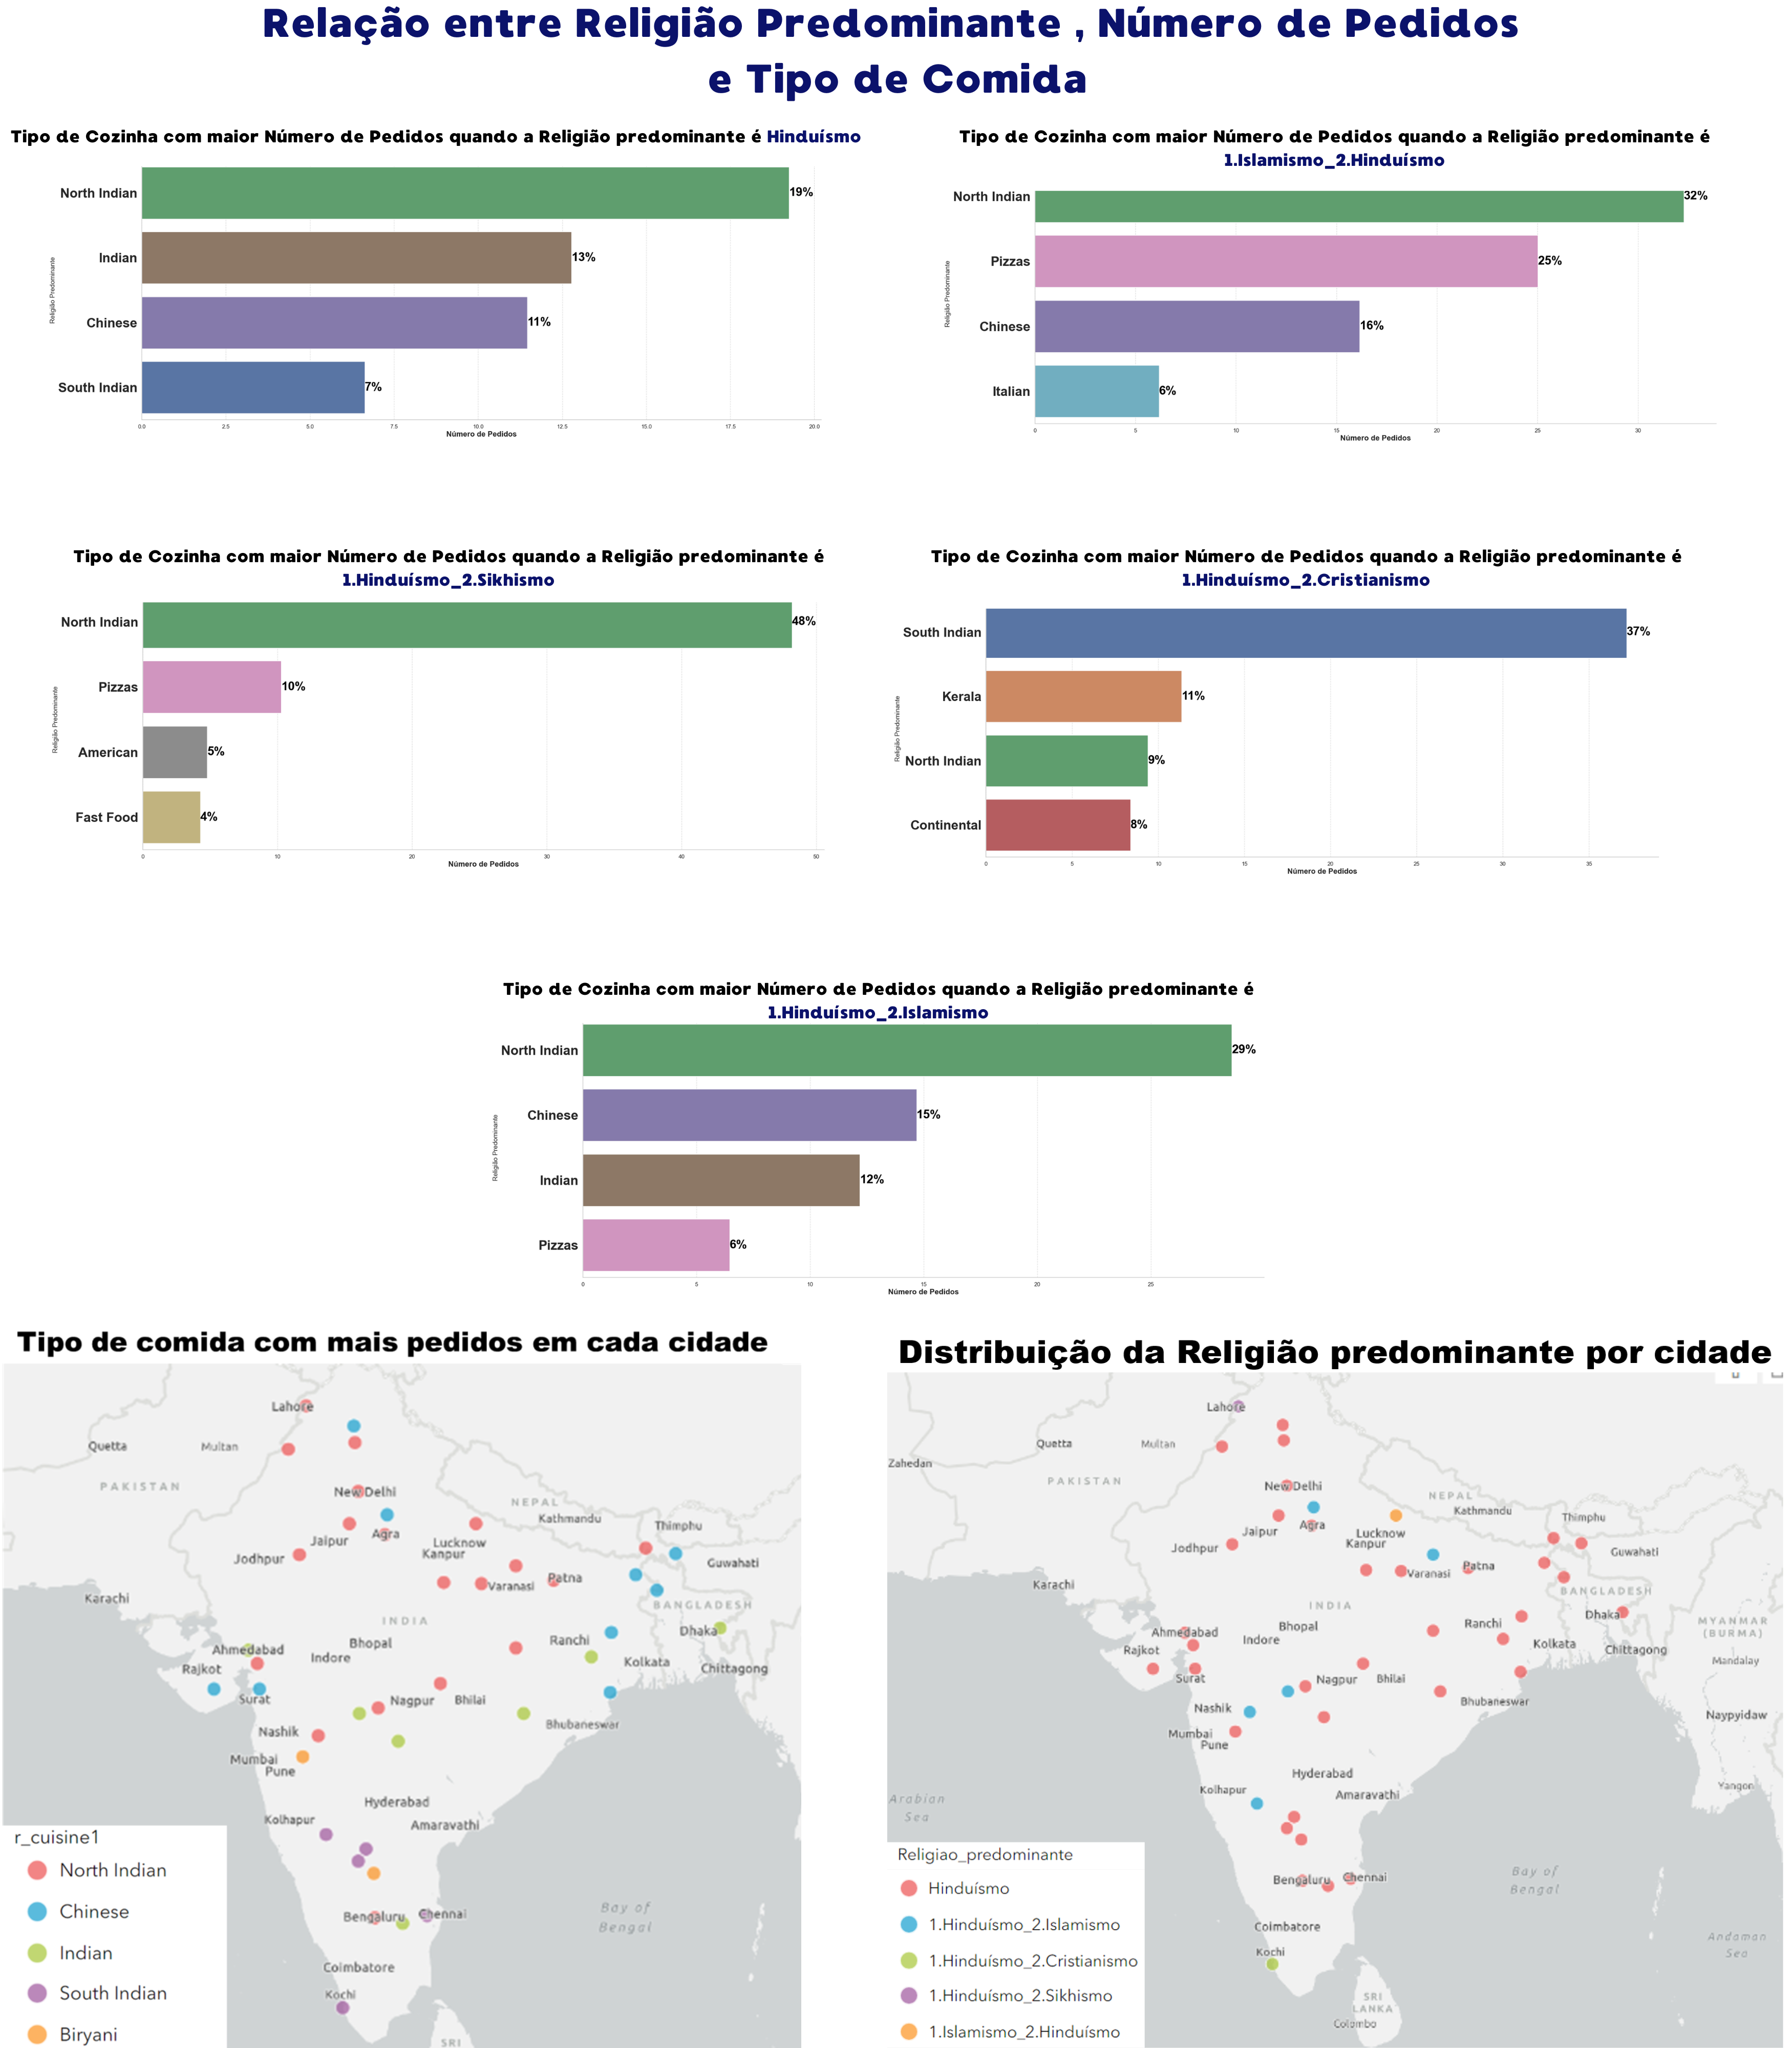 Relação entre Religião Predominante , Número de Pedidos
e Tipo de Comida
Tipo de Cozinha com maior Número de Pedidos quando a Religião predominante é Hinduísmo
Religião Predominante
North Indian
19%
Indian
13%
Chinese
11%
South Indian
7%
0.0 2.5 5.0 7.5 10.0 12.5 15.0 17.5 20.0
Número de Pedidos
Tipo de Cozinha com maior Número de Pedidos quando a Religião predominante é
1.Islamismo_2.Hinduísmo
Religião Predominante
North Indian
32%
Pizzas
25%
Chinese
16%
Italian
6%
0 5 10 15 20 25 30
Número de Pedidos
Tipo de Cozinha com maior Número de Pedidos quando a Religião predominante é
1.Hinduísmo_2.Sikhismo
Religião Predominante
North Indian
48%
Pizzas
10%
American
5%
Fast Food
4%
0 10 20 30 40 50
Número de Pedidos
Tipo de Cozinha com maior Número de Pedidos quando a Religião predominante é
1.Hinduísmo_2.Cristianismo
Religião Predominante
South Indian
37%
Kerala
11%
North Indian
9%
Continental
8%
0 5 10 15 20 25 30 35
Número de Pedidos
Tipo de Cozinha com maior Número de Pedidos quando a Religião predominante é
1.Hinduísmo_2.Islamismo
Religião Predominante
North Indian
29%
Chinese
15%
Indian
12%
Pizzas
6%
0 5 10 15 20 25
Número de Pedidos
Tipo de comida com mais pedidos em cada cidade
Lahore
Quetta
Multan
PAKISTAN
New Delhi
NEPAL
Kathmandu
Thimphu
Agra
Jaipur
Lucknow
Kanpur
Jodhpur
Guwahati
Varanasi
Patna
Karachi
BANGLADESH
INDIA
Dhaka
Ahmedabad
Bhopal
Ranchi
Indore
Kolkata
Rajkot
Chittagong
Surat
Nagpur
Bhilai
Nashik
Bhubaneswar
Mumbai
Pune
Hyderabad
Kolhapur
Amaravathi
Bengaluru
Chennai
Bay of
Bengal
Coimbatore
Kochi
SRI
r_cuisine1
North Indian
Chinese
Indian
South Indian
Biryani
Distribuição da Religião predominante por cidade
Lahore
Quetta
Multan
Zahedan
PAKISTAN
New Delhi
NEPAL
Kathmandu
Thimphu
Agra
Jaipur
Lucknow
Kanpur
Jodhpur
Guwahati
Varanasi
Patna
Karachi
BANGLADESH
INDIA
Dhaka
MYANMAR
(BURMA)
Ahmedabad
Bhopal
Ranchi
Indore
Kolkata
Rajkot
Chittagong
Mandalay
Surat
Nagpur
Bhilai
Nashik
Bhubaneswar
Naypyidaw
Mumbai
Pune
Hyderabad
Kolhapur
Amaravathi
Yangon
Arabian
Sea
Bengaluru
Chennai
Bay of
Bengal
Coimbatore
Andaman
Sea
Kochi
SRI
LANKA
Colombo
Religiao_predominante
Hinduísmo
1.Hinduísmo_2.Islamismo
1.Hinduísmo_2.Cristianismo
1.Hinduísmo_2.Sikhismo
1.Islamismo_2.Hinduísmo